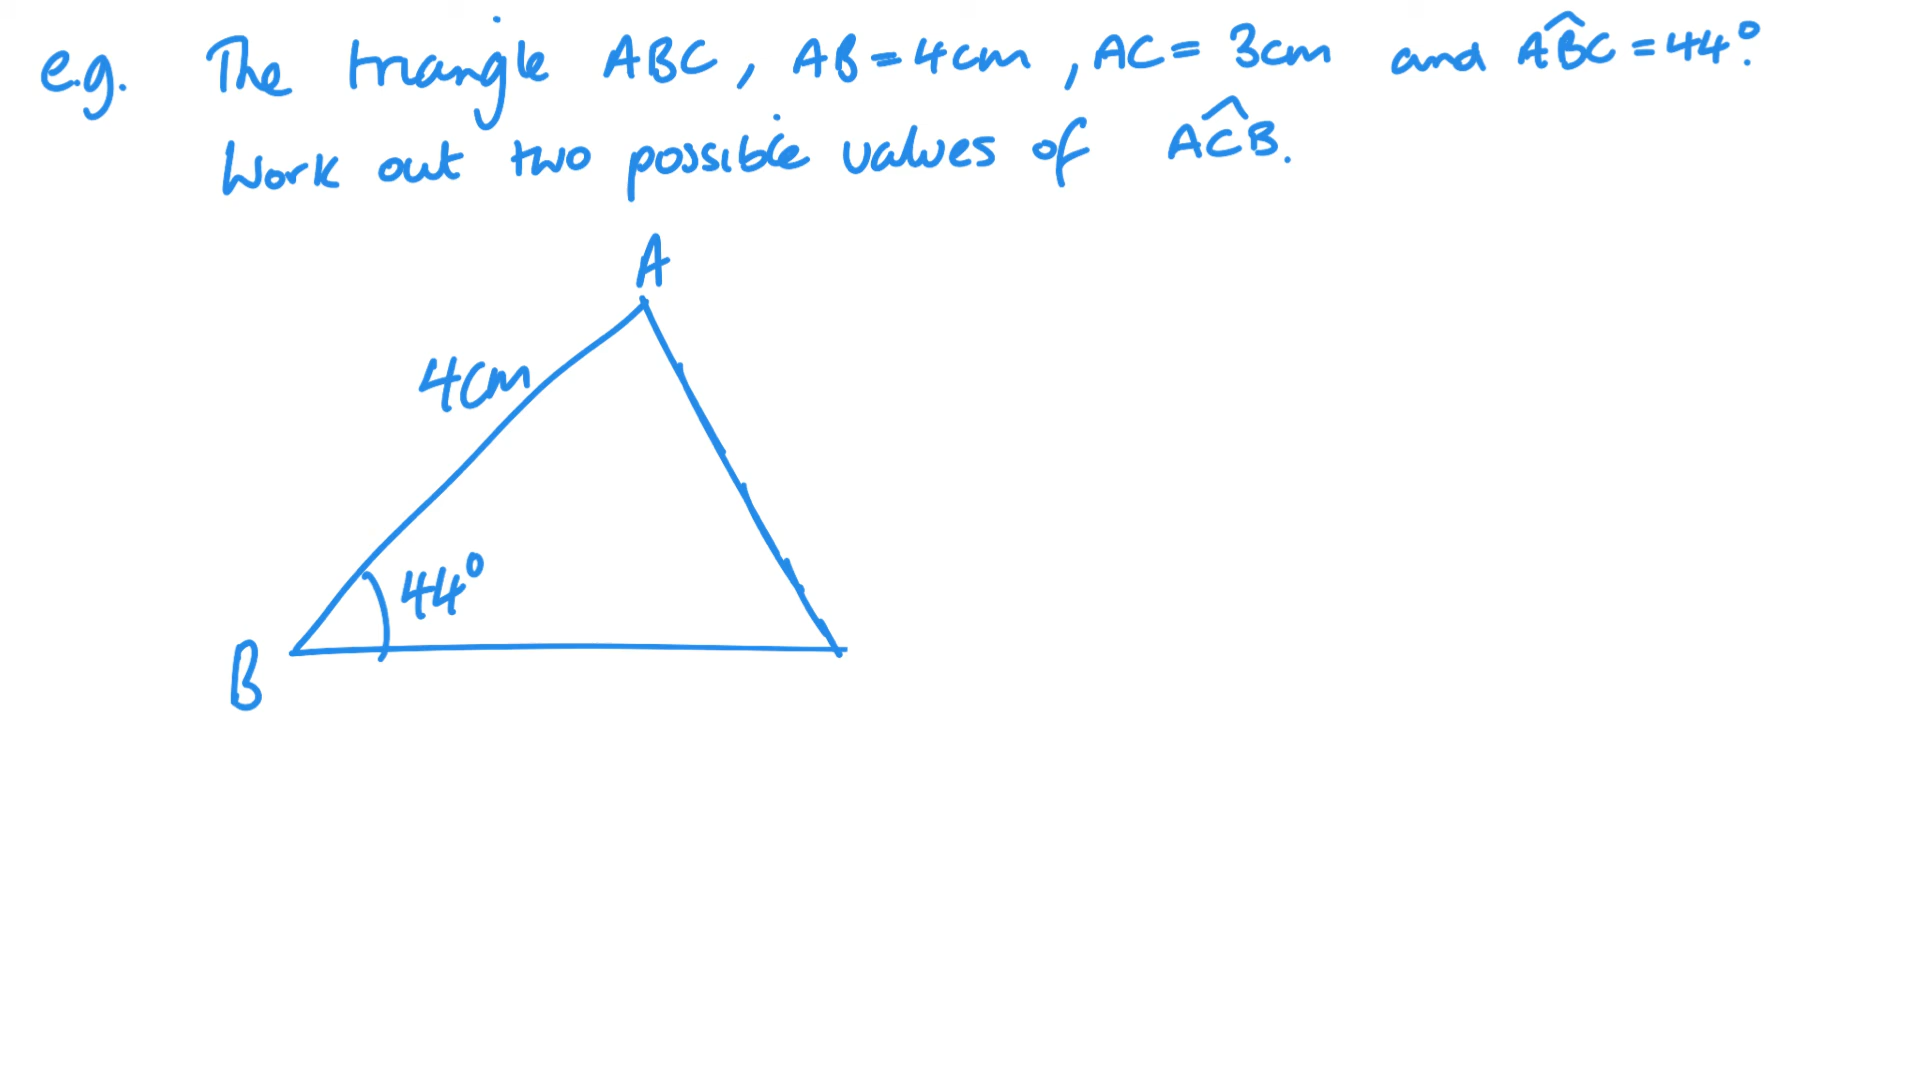 e.g. The triangle ABC, AB=4cm, AC= 3cm and AB̂C=44°.
Work out two possible values of AĈB.
A
4cm
44°
B